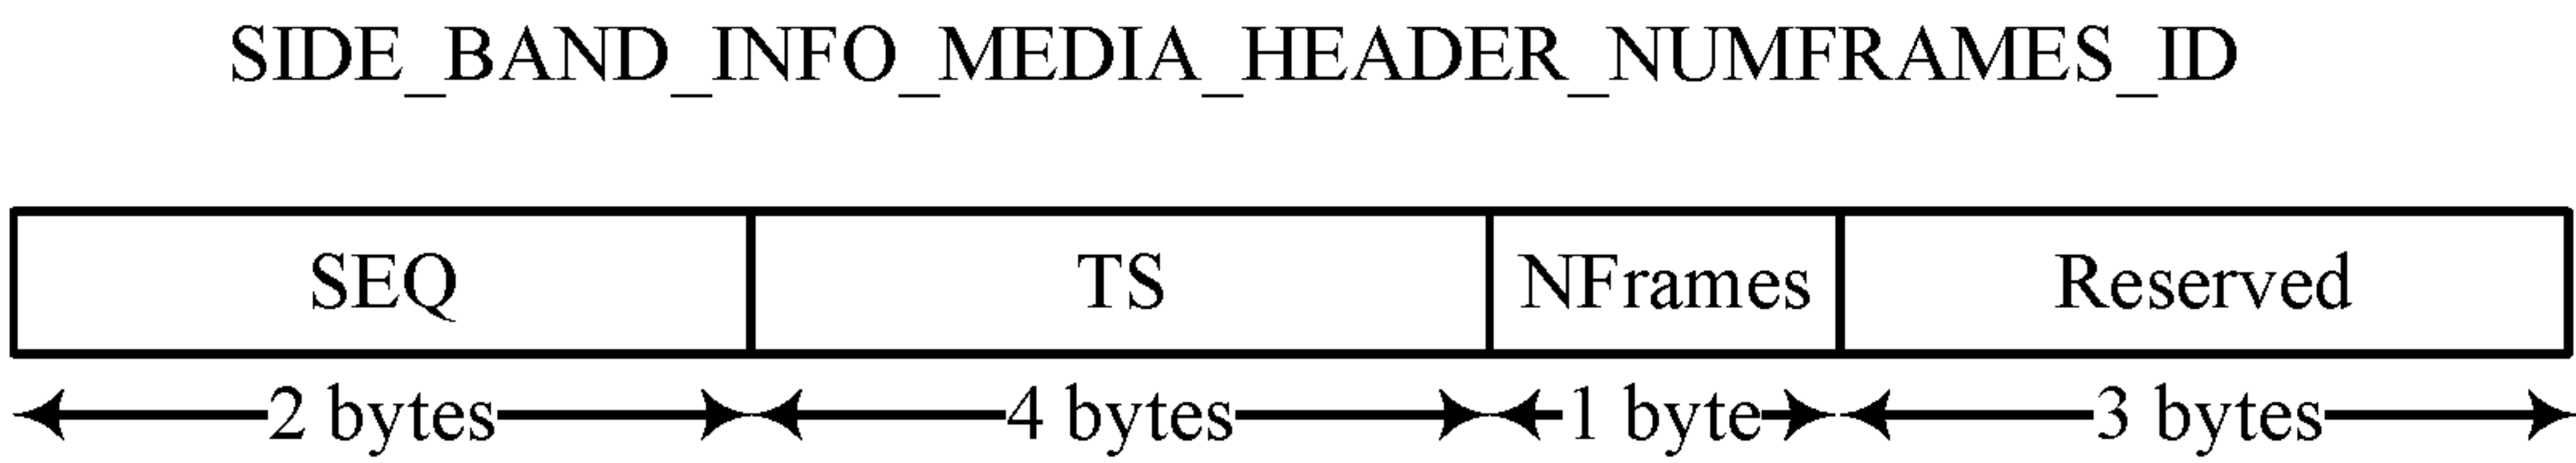 SIDE_BAND_INFO_MEDIA_HEADER_NUMFRAMES_ID
SEQ TS NFrames Reserved
2 bytes 4 bytes 1 byte 3 bytes